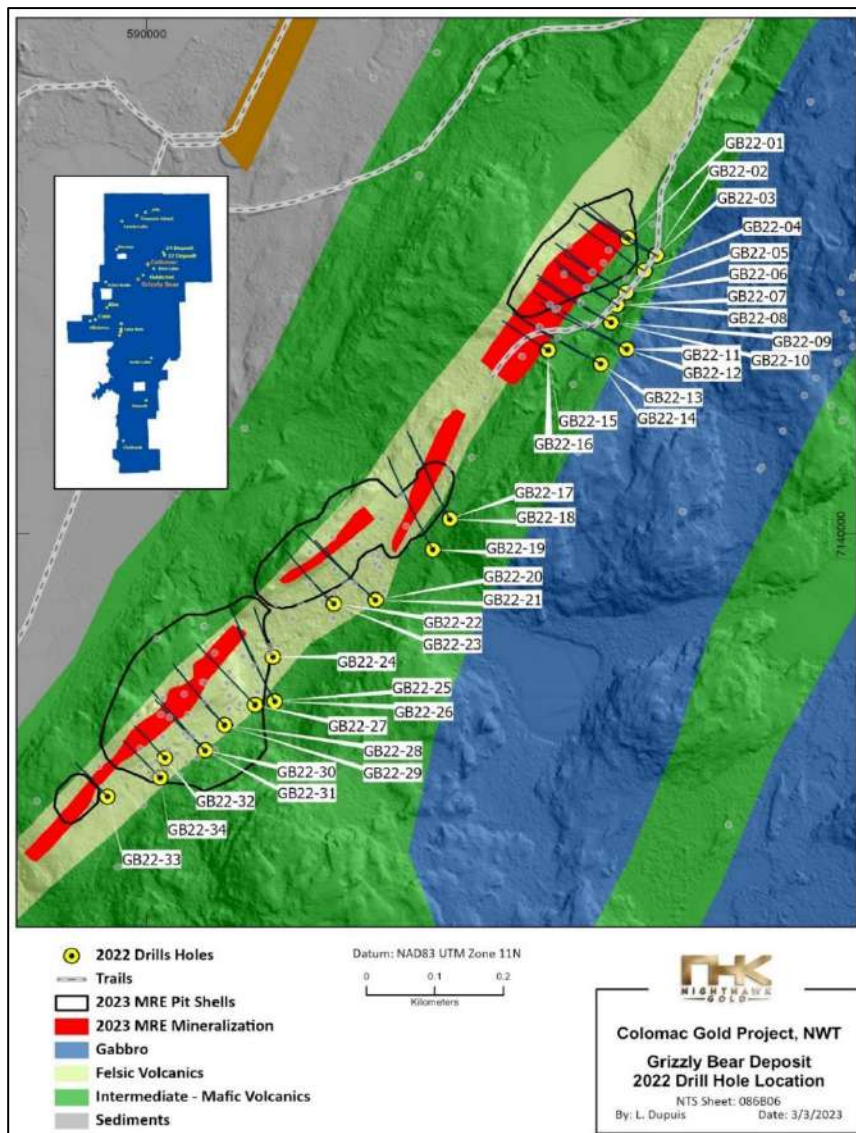 590000
GB22-01
GB22-02
GB22-03
GB22-04
GB22-05
GB22-06
GB22-07
GB22-08
GB22-09
GB22-11
GB22-10
GB22-12
GB22-13
GB22-15
GB22-14
GB22-16
Colomac
Grizzly Bear
7140000
GB22-17
GB22-18
GB22-19
GB22-20
GB22-21
GB22-22
GB22-23
GB22-24
GB22-25
GB22-26
GB22-27
GB22-28
GB22-29
GB22-30
GB22-31
GB22-32
GB22-34
GB22-33
2022 Drills Holes
Trails
2023 MRE Pit Shells
2023 MRE Mineralization
Gabbro
Felsic Volcanics
Intermediate - Mafic Volcanics
Sediments
Datum: NAD83 UTM Zone 11N
0 0.1 0.2
Kilometers
NIGHTHAWK
GOLD
Colomac Gold Project, NWT
Grizzly Bear Deposit
2022 Drill Hole Location
NTS Sheet: 086B06
By: L. Dupuis Date: 3/3/2023